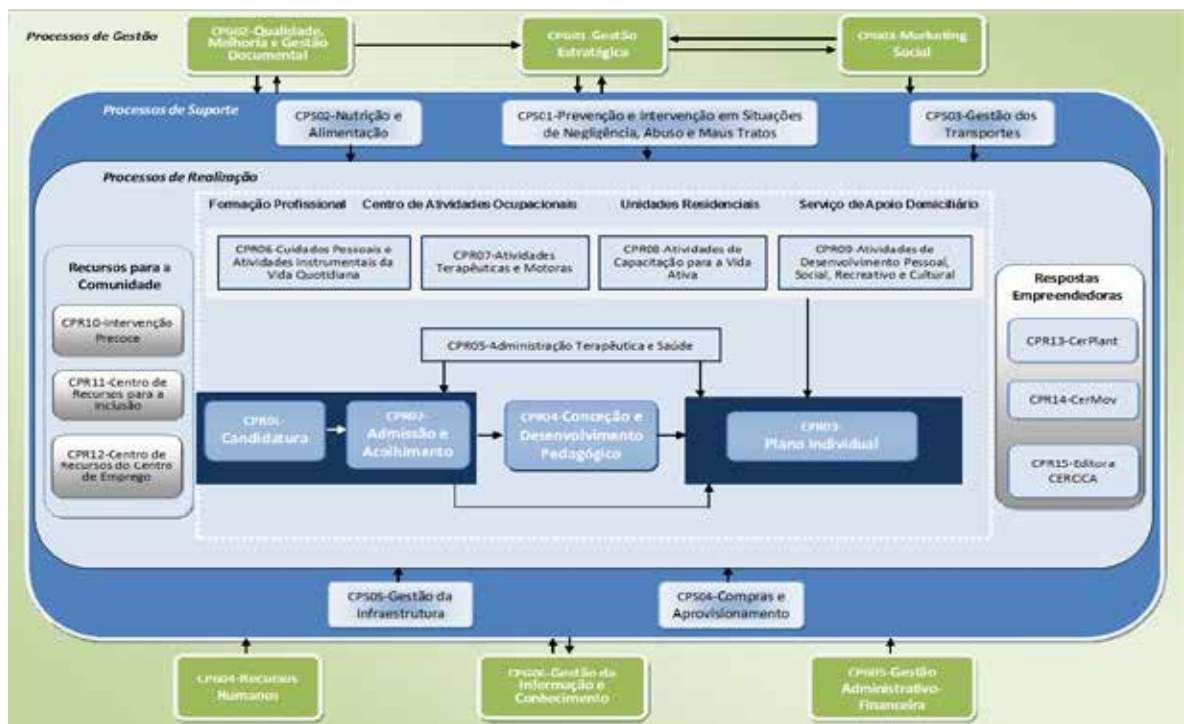 Processos de Gestão
CPG02-Qualidade,
Melhoria e Gestão
Documental
CPG01-Gestão
Estratégica
CPG03-Marketing
Social
Processos de Suporte
CPS02-Nutrição e
Alimentação
CPS01-Prevenção e Intervenção em Situações
de Negligência, Abuso e Maus Tratos
CPS03-Gestão dos
Transportes
Processos de Realização
Formação Profissional
Centro de Atividades Ocupacionais
Unidades Residenciais
Serviço de Apoio Domiciliário
CPR06-Cuidados Pessoais e
Atividades Instrumentais da
Vida Quotidiana
CPR07-Atividades
Terapêuticas e Motoras
CPR08-Atividades de
Capacitação para a Vida
Ativa
CPR09-Atividades de
Desenvolvimento Pessoal,
Social, Recreativo e Cultural
Recursos para a
Comunidade
CPR10-Intervenção
Precoce
CPR11-Centro de
Recursos para a
Inclusão
CPR12-Centro de
Recursos do Centro
de Emprego
CPR05-Administração Terapêutica e Saúde
CPR01-
Candidatura
CPR02-
Admissão e
Acolhimento
CPR04-Conceção e
Desenvolvimento
Pedagógico
CPR03-
Plano Individual
Respostas
Empreendedoras
CPR13-CerPlant
CPR14-CerMov
CPR15-Editora
CERCICA
CPS05-Gestão da
Infraestrutura
CPS04-Compras e
Aprovisionamento
CPG04-Recursos
Humanos
CPG06-Gestão da
Informação e
Conhecimento
CPG05-Gestão
Administrativo-
Financeira